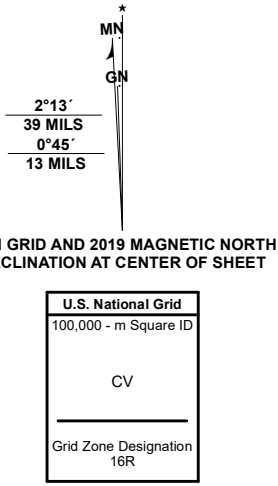 ★
MN
GN
2°13´
39 MILS
0°45´
13 MILS
GRID AND 2019 MAGNETIC NORTH
CLINATION AT CENTER OF SHEET
U.S. National Grid
100,000 - m Square ID
CV
Grid Zone Designation
16R